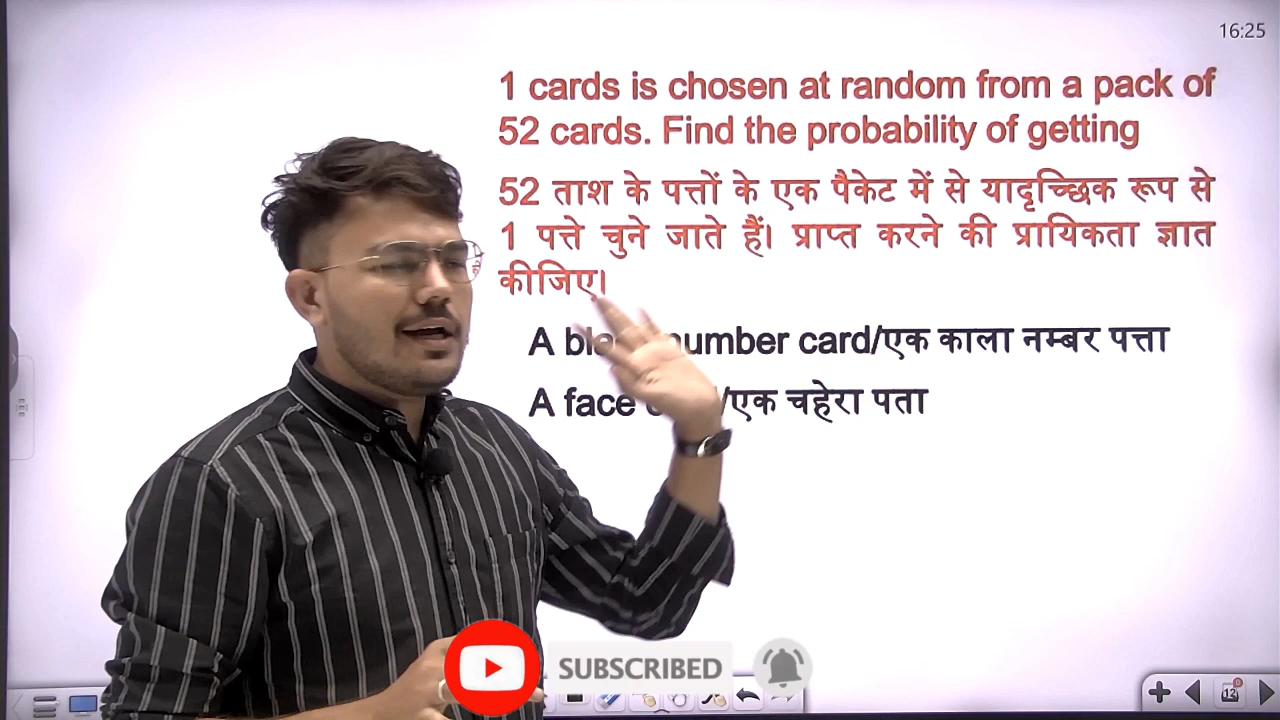 16:25
1 cards is chosen at random from a pack of
52 cards. Find the probability of getting
52 ताश के पत्तों के एक पैकेट में से यादृच्छिक रूप से
1 पत्ते चुने जाते हैं। प्राप्त करने की प्रायिकता ज्ञात
कीजिए।
A number card/एक काला नम्बर पत्ता
A face /एक चहेरा पता
SUBSCRIBED
12